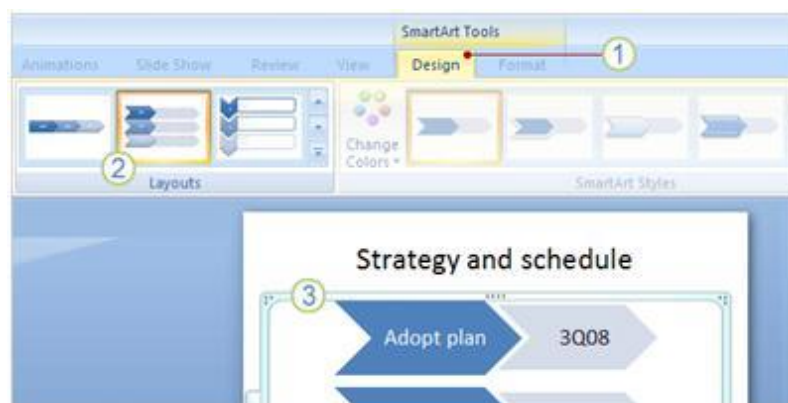 SmartArt Tools
Animations Slide Show Review View Design Format
1
Change
Colors
2
Layouts SmartArt Styles
Strategy and schedule
3
Adopt plan 3Q08